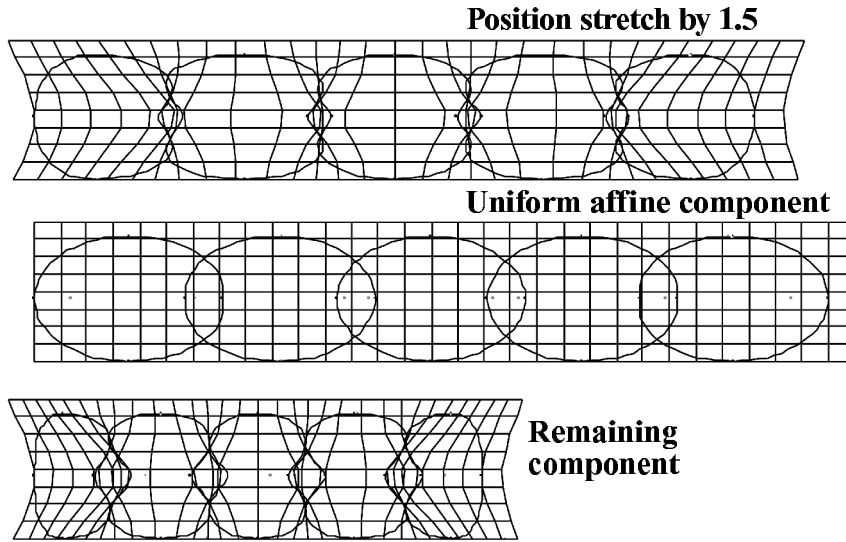 Position stretch by 1.5
Uniform affine component
Remaining
component